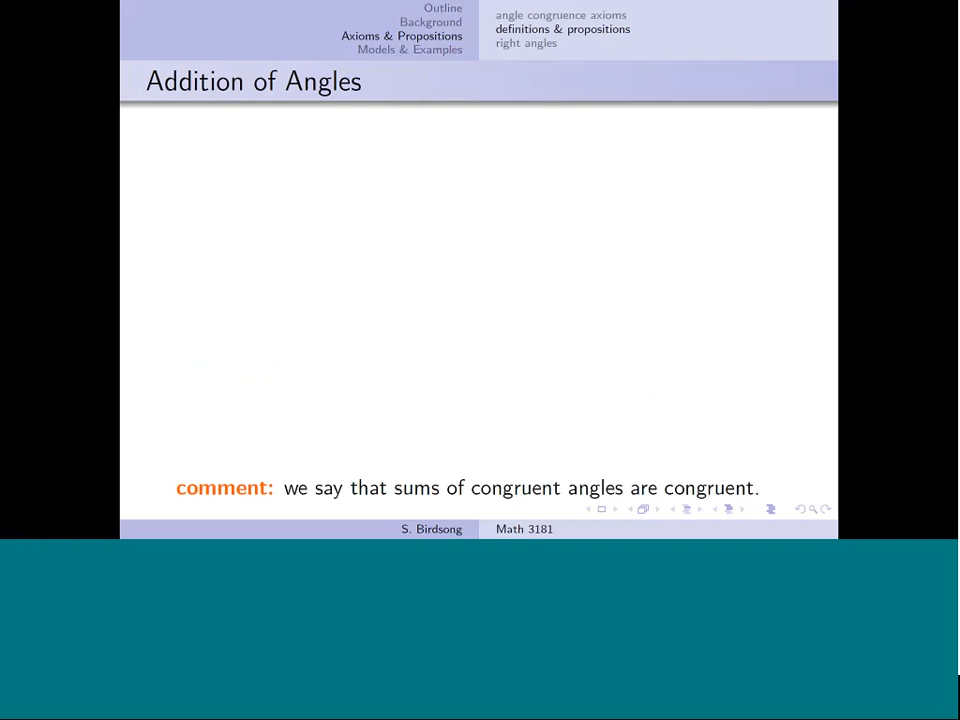 Outline
Background
Axioms & Propositions
Models & Examples
angle congruence axioms
definitions & propositions
right angles
Addition of Angles
comment: we say that sums of congruent angles are congruent.
S. Birdsong
Math 3181